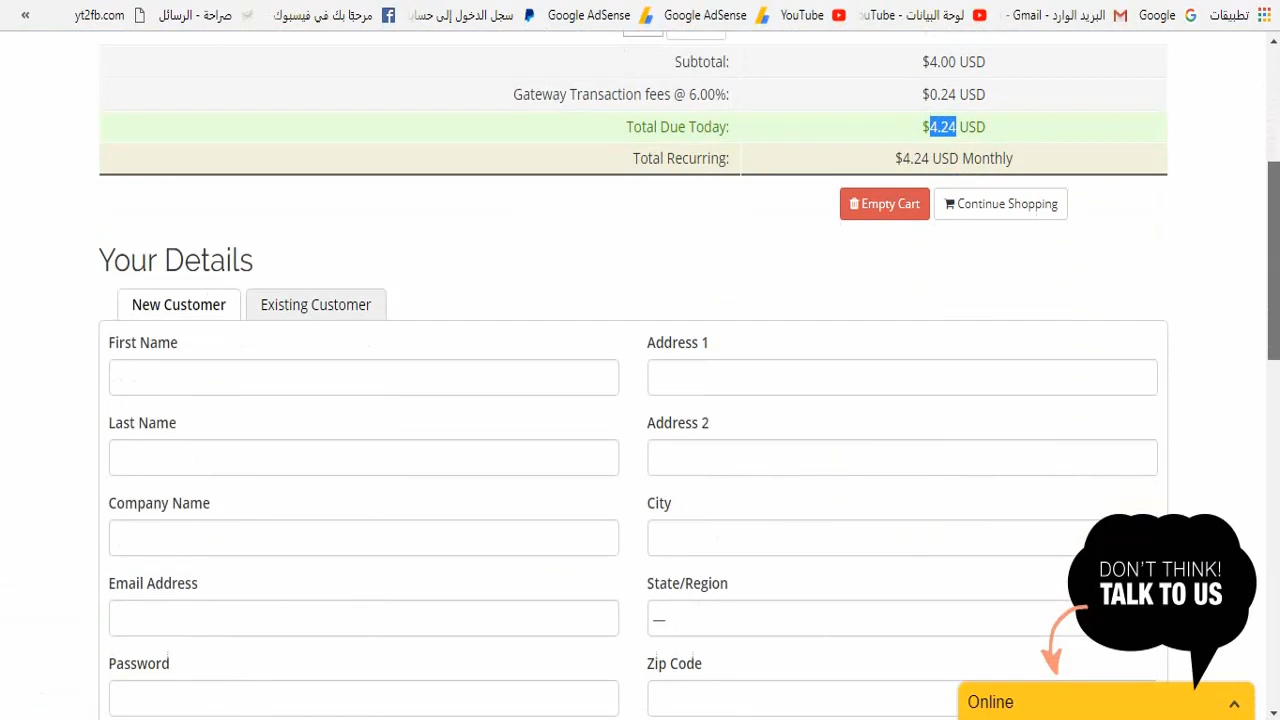 « yt2fb.com صراحة - الرسائل مرحبًا بك في فيسبوك سجل الدخول إلى حسابك Google AdSense Google AdSense YouTube لوحة البيانات - YouTube البريد الوارد - Gmail - Google تطبيقات
Subtotal: $4.00 USD
Gateway Transaction fees @ 6.00%: $0.24 USD
Total Due Today: $4.24 USD
Total Recurring: $4.24 USD Monthly
Empty Cart Continue Shopping
Your Details
New Customer Existing Customer
First Name Address 1
Last Name Address 2
Company Name City
Email Address State/Region
—
Password Zip Code
DON'T THINK!
TALK TO US
Online